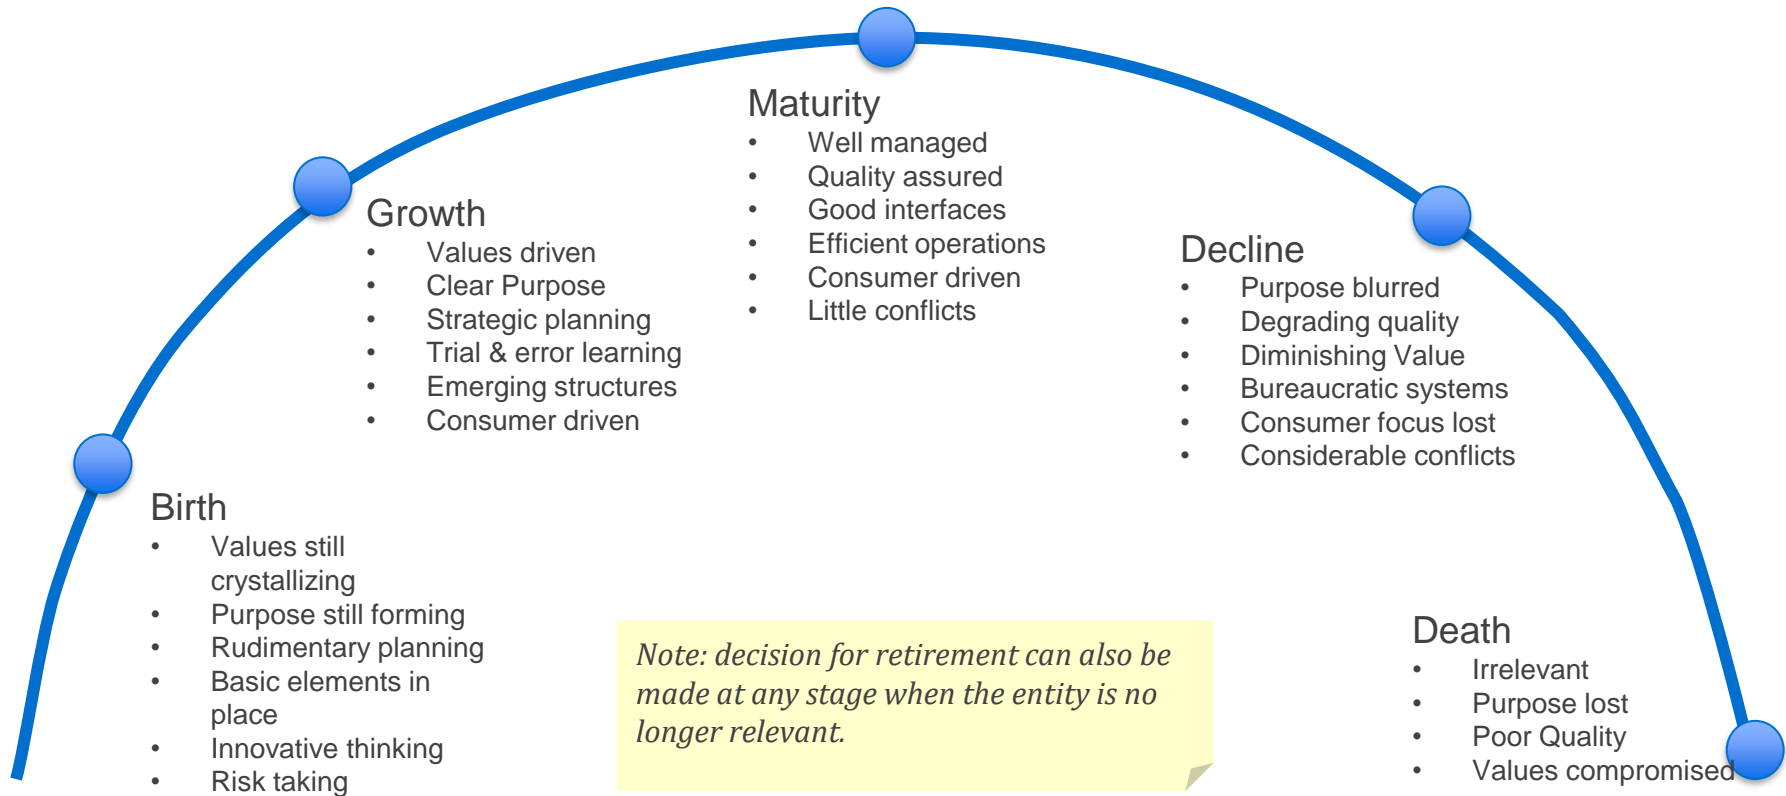 Maturity
• Well managed
• Quality assured
• Good interfaces
• Efficient operations
• Consumer driven
• Little conflicts
Growth
• Values driven
• Clear Purpose
• Strategic planning
• Trial & error learning
• Emerging structures
• Consumer driven
Decline
• Purpose blurred
• Degrading quality
• Diminishing Value
• Bureaucratic systems
• Consumer focus lost
• Considerable conflicts
Birth
• Values still
crystallizing
• Purpose still forming
• Rudimentary planning
• Basic elements in
place
• Innovative thinking
• Risk taking
Note: decision for retirement can also be
made at any stage when the entity is no
longer relevant.
Death
• Irrelevant
• Purpose lost
• Poor Quality
• Values compromised